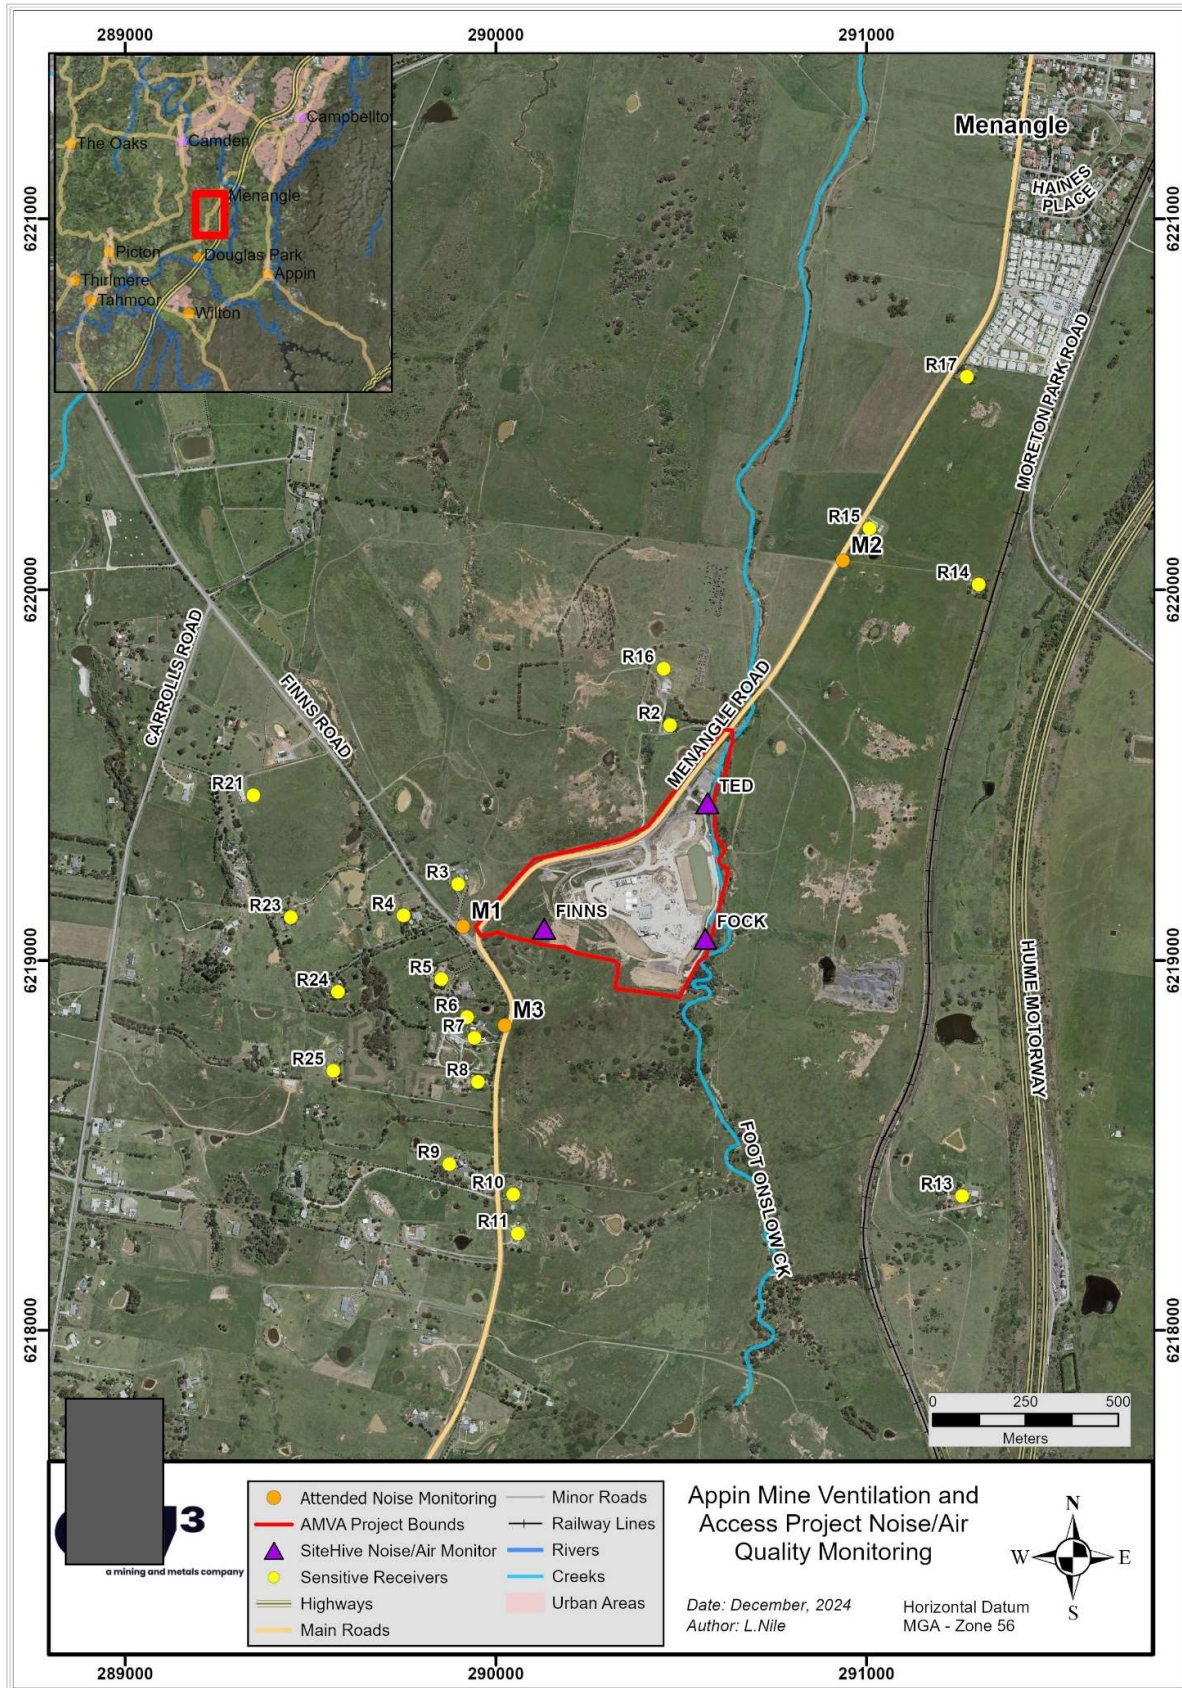 289000
290000
291000
6221000
6220000
6219000
6218000
6221000
6220000
6219000
6218000
The Oaks
Camden
Campbellto
Menangle
Picton
Douglas Park
Appin
Thirlmere
Tahmoor
Wilton
Menangle
HAINES
PLACE
R17
MORETON PARK ROAD
R15
M2
R14
CARROLLS ROAD
FINNS ROAD
R16
R2
MENANGLE ROAD
TED
R21
R3
R23
R4
M1
FINNS
FOCK
R5
R24
R6
R7
M3
R8
R25
HUME MOTORWAY
R9
R10
R11
FOOT ONSLOW CK
R13
0 250 500
Meters
3
a mining and metals company
Attended Noise Monitoring
AMVA Project Bounds
SiteHive Noise/Air Monitor
Sensitive Receivers
Highways
Main Roads
Minor Roads
Railway Lines
Rivers
Creeks
Urban Areas
Appin Mine Ventilation and
Access Project Noise/Air
Quality Monitoring
Date: December, 2024
Author: L.Nile
Horizontal Datum
MGA - Zone 56
N
W E
S
289000
290000
291000